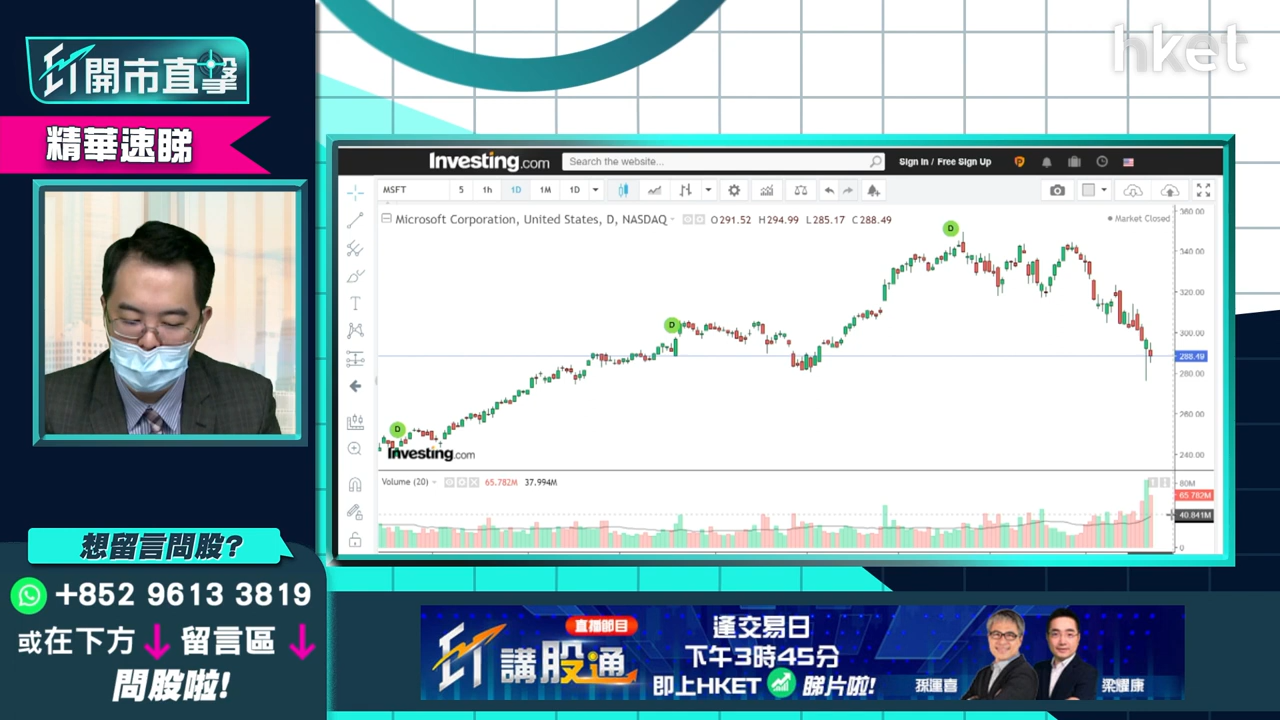 hket
ET開市直擊
精華速睇
Investing.com
Search the website...
Sign In / Free Sign Up
MSFT
5
1h
1D
1M
1D
Microsoft Corporation, United States, D, NASDAQ
O291.52 H294.99 L285.17 C288.49
Market Closed
360.00
340.00
320.00
300.00
288.49
280.00
260.00
240.00
D
D
D
Investing.com
Volume (20)
65.782M 37.994M
80M
65.782M
40.841M
0
想留言問股?
+852 9613 3819
或在下方 留言區
問股啦!
ET講股通
直播節目
逢交易日
下午3時45分
即上HKET 睇片啦!
孫運喜
梁耀康